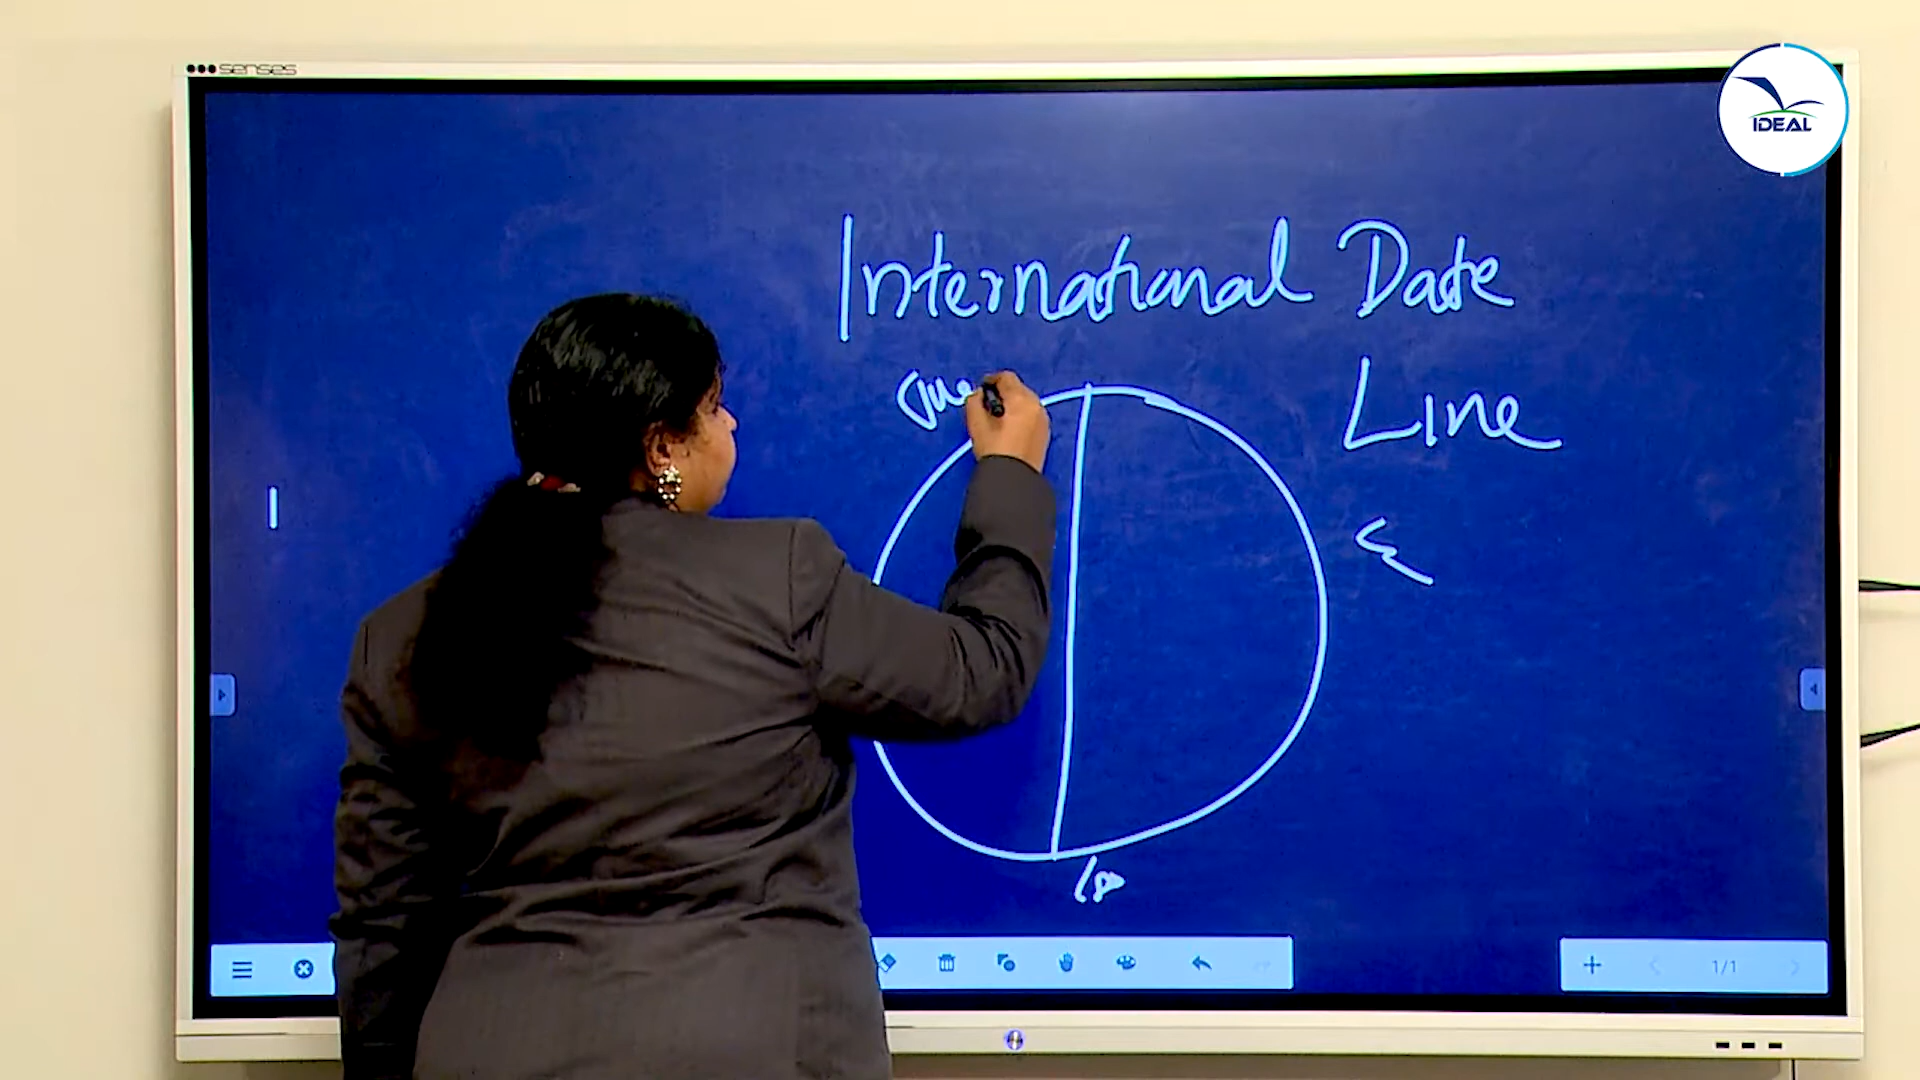 senses
IDEAL
International Date
Line
E
180
1/1